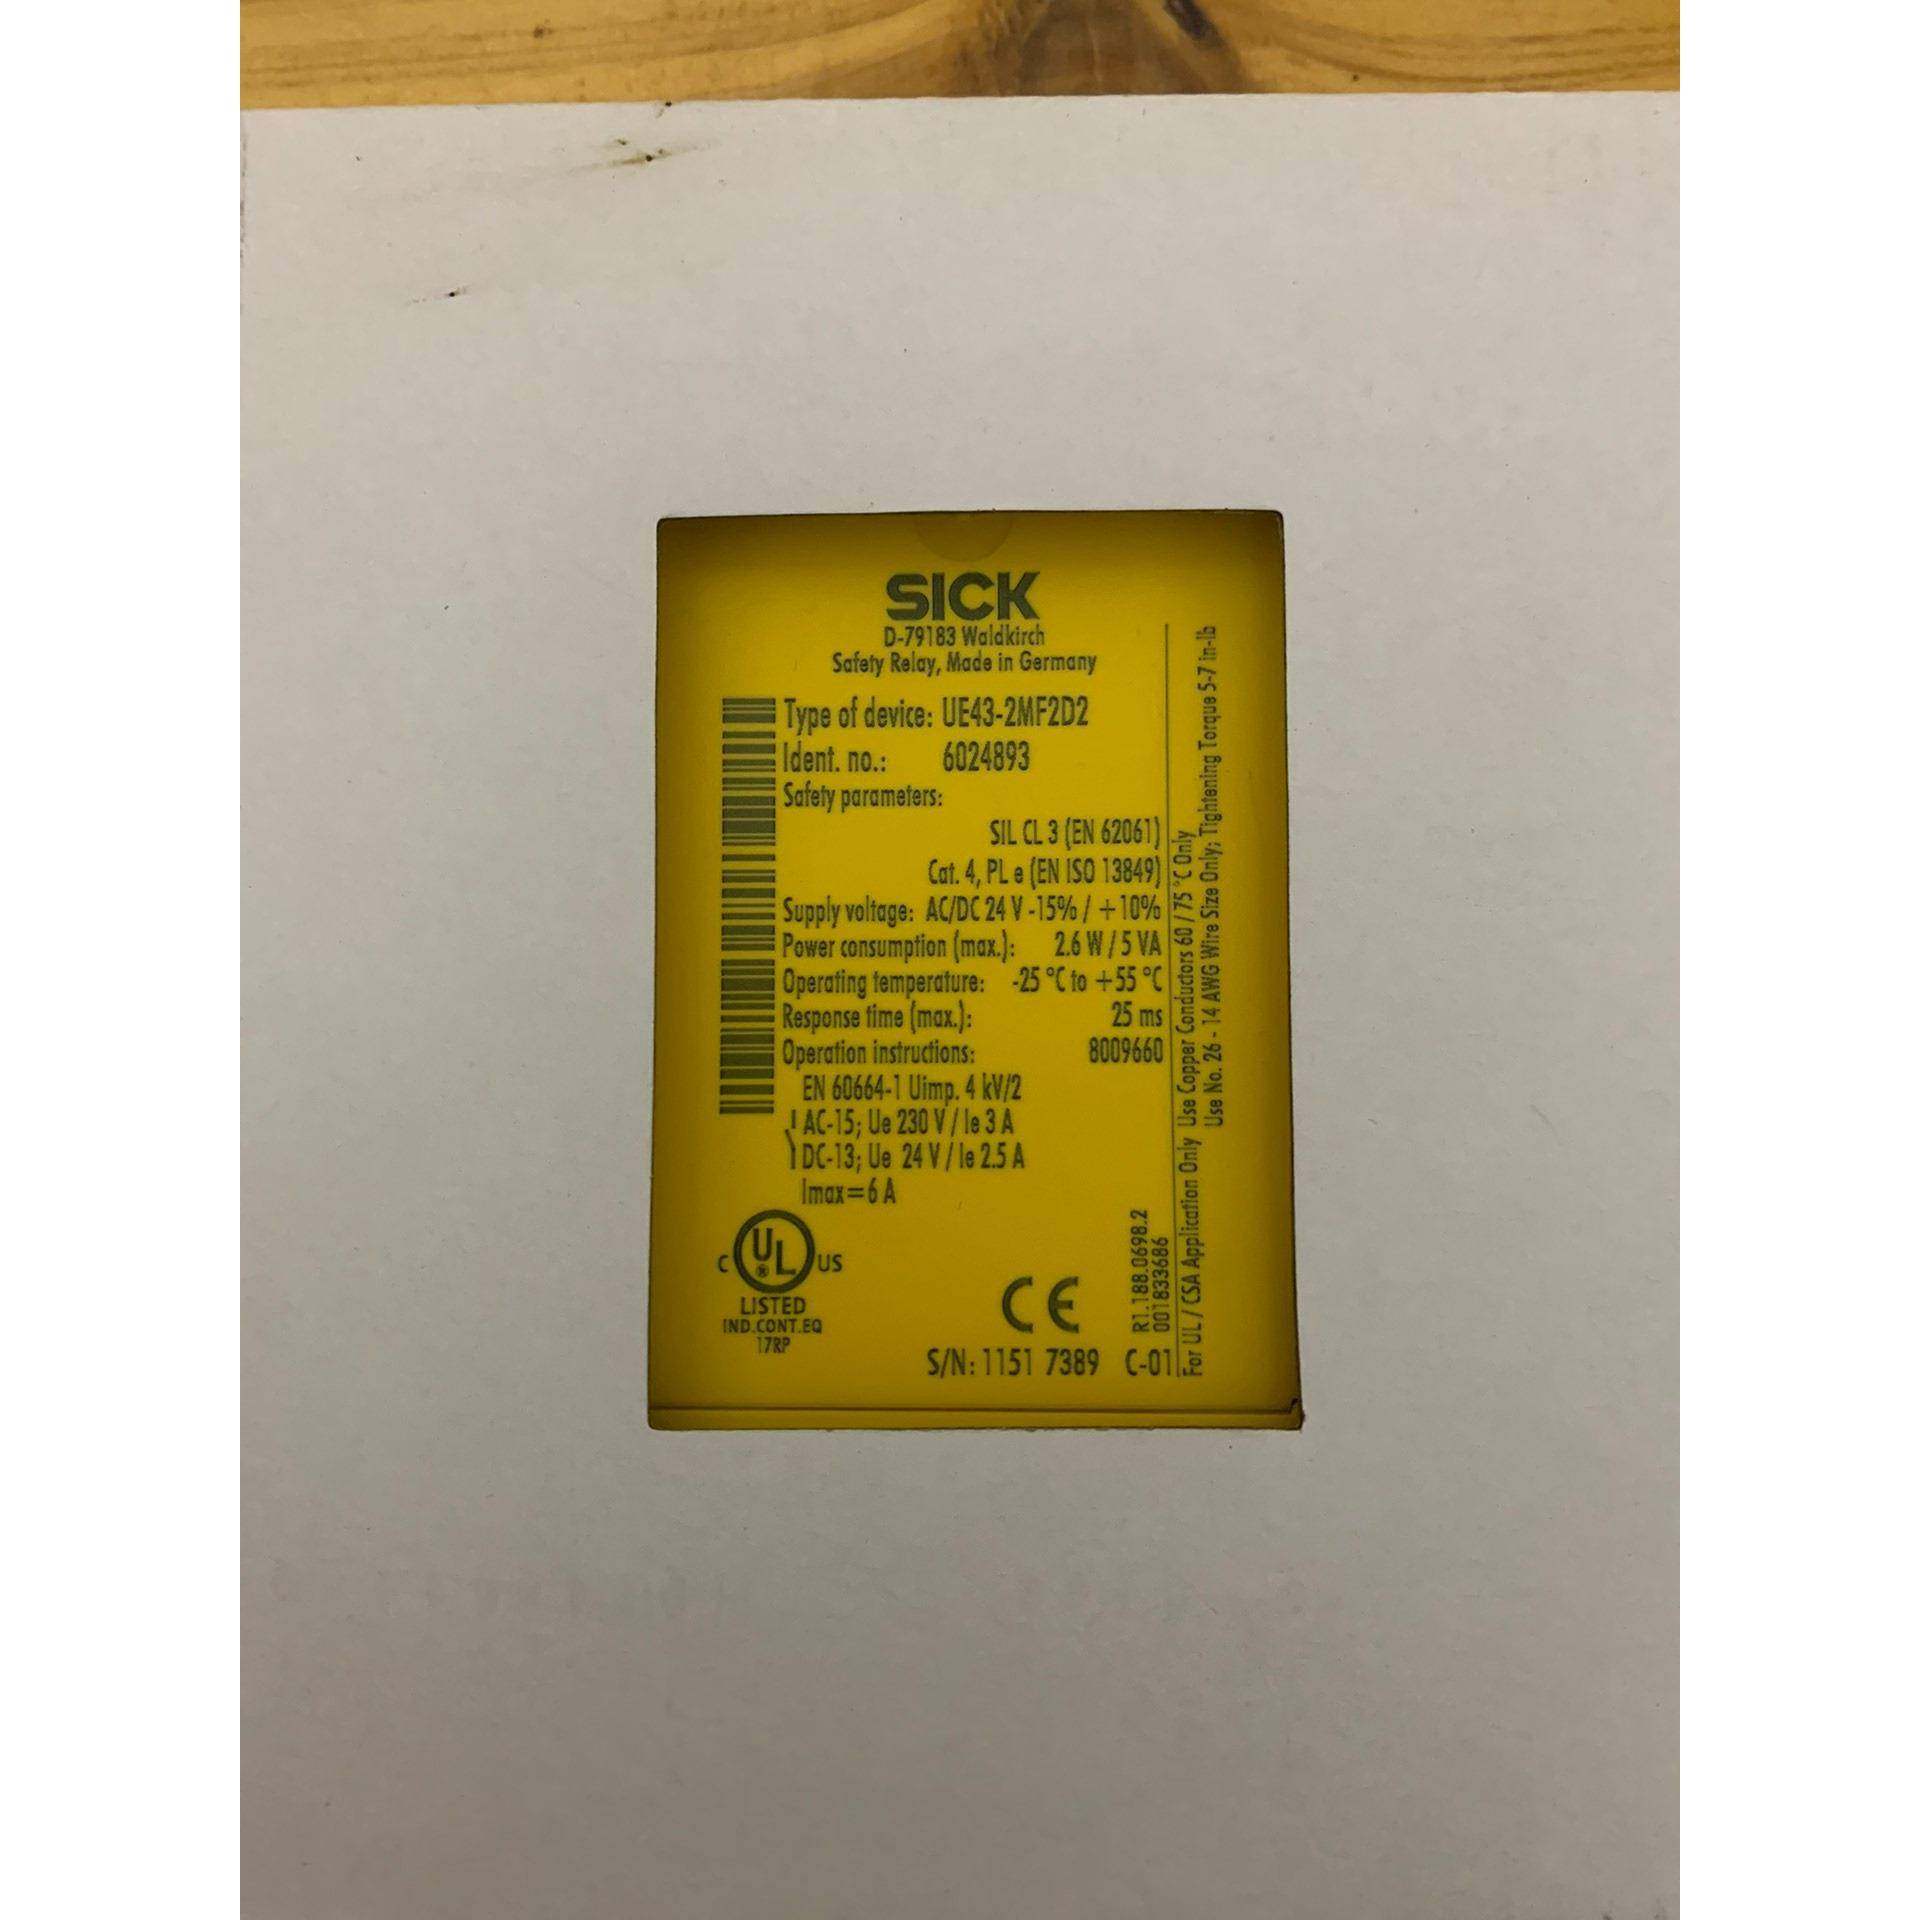 SICK
D-79183 Waldkirch
Safety Relay, Made in Germany
Type of device: UE43-2MF2D2
Ident. no.: 6024893
Safety parameters:
SIL CL 3 (EN 62061)
Cat. 4, PL e (EN ISO 13849)
Supply voltage: AC/DC 24 V -15% / +10%
Power consumption (max.): 2.6 W / 5 VA
Operating temperature: -25 °C to +55 °C
Response time (max.): 25 ms
Operation instructions: 8009660
EN 60664-1 Uimp. 4 kV/2
AC-15; Ue 230 V / Ie 3 A
DC-13; Ue 24 V / Ie 2.5 A
Imax=6 A
C UL ® US
LISTED
IND.CONT.EQ
17RP
CE
R1.188.0698.2
001833686
S/N: 1151 7389 C-01
For UL / CSA Application Only Use Copper Conductors 60 / 75 °C Only
Use No. 26 - 14 AWG Wire Size Only; Tightening Torque 5-7 in-lb